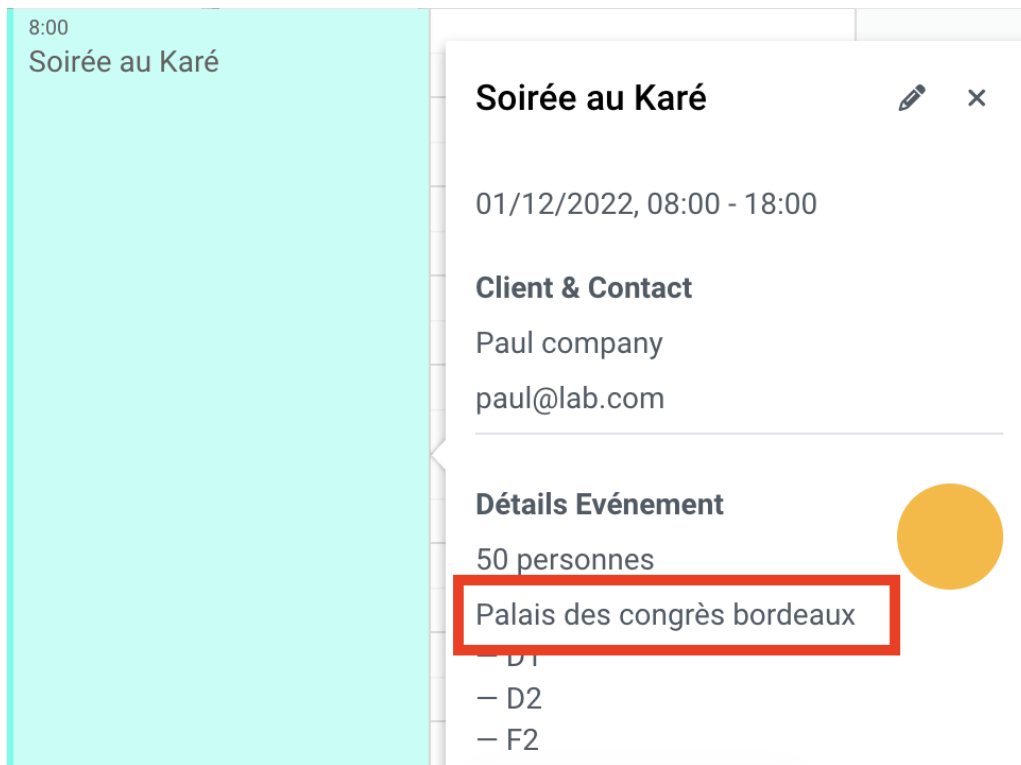 8:00
Soirée au Karé
Soirée au Karé
01/12/2022, 08:00 - 18:00
Client & Contact
Paul company
paul@lab.com
Détails Evénement
50 personnes
Palais des congrès bordeaux
— D1
— D2
— F2